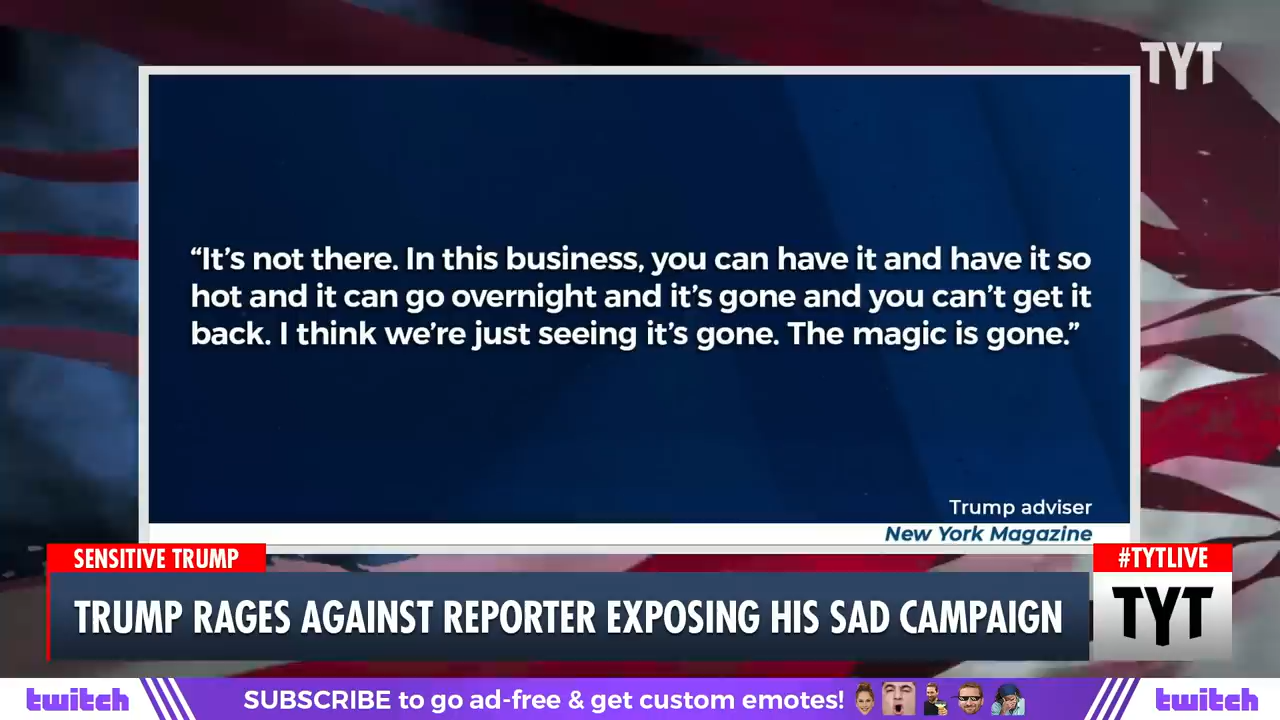 TYT
“It’s not there. In this business, you can have it and have it so
hot and it can go overnight and it’s gone and you can’t get it
back. I think we’re just seeing it’s gone. The magic is gone.”
Trump adviser
New York Magazine
SENSITIVE TRUMP
#TYTLIVE
TRUMP RAGES AGAINST REPORTER EXPOSING HIS SAD CAMPAIGN
TYT
twitch
SUBSCRIBE to go ad-free & get custom emotes!
twitch